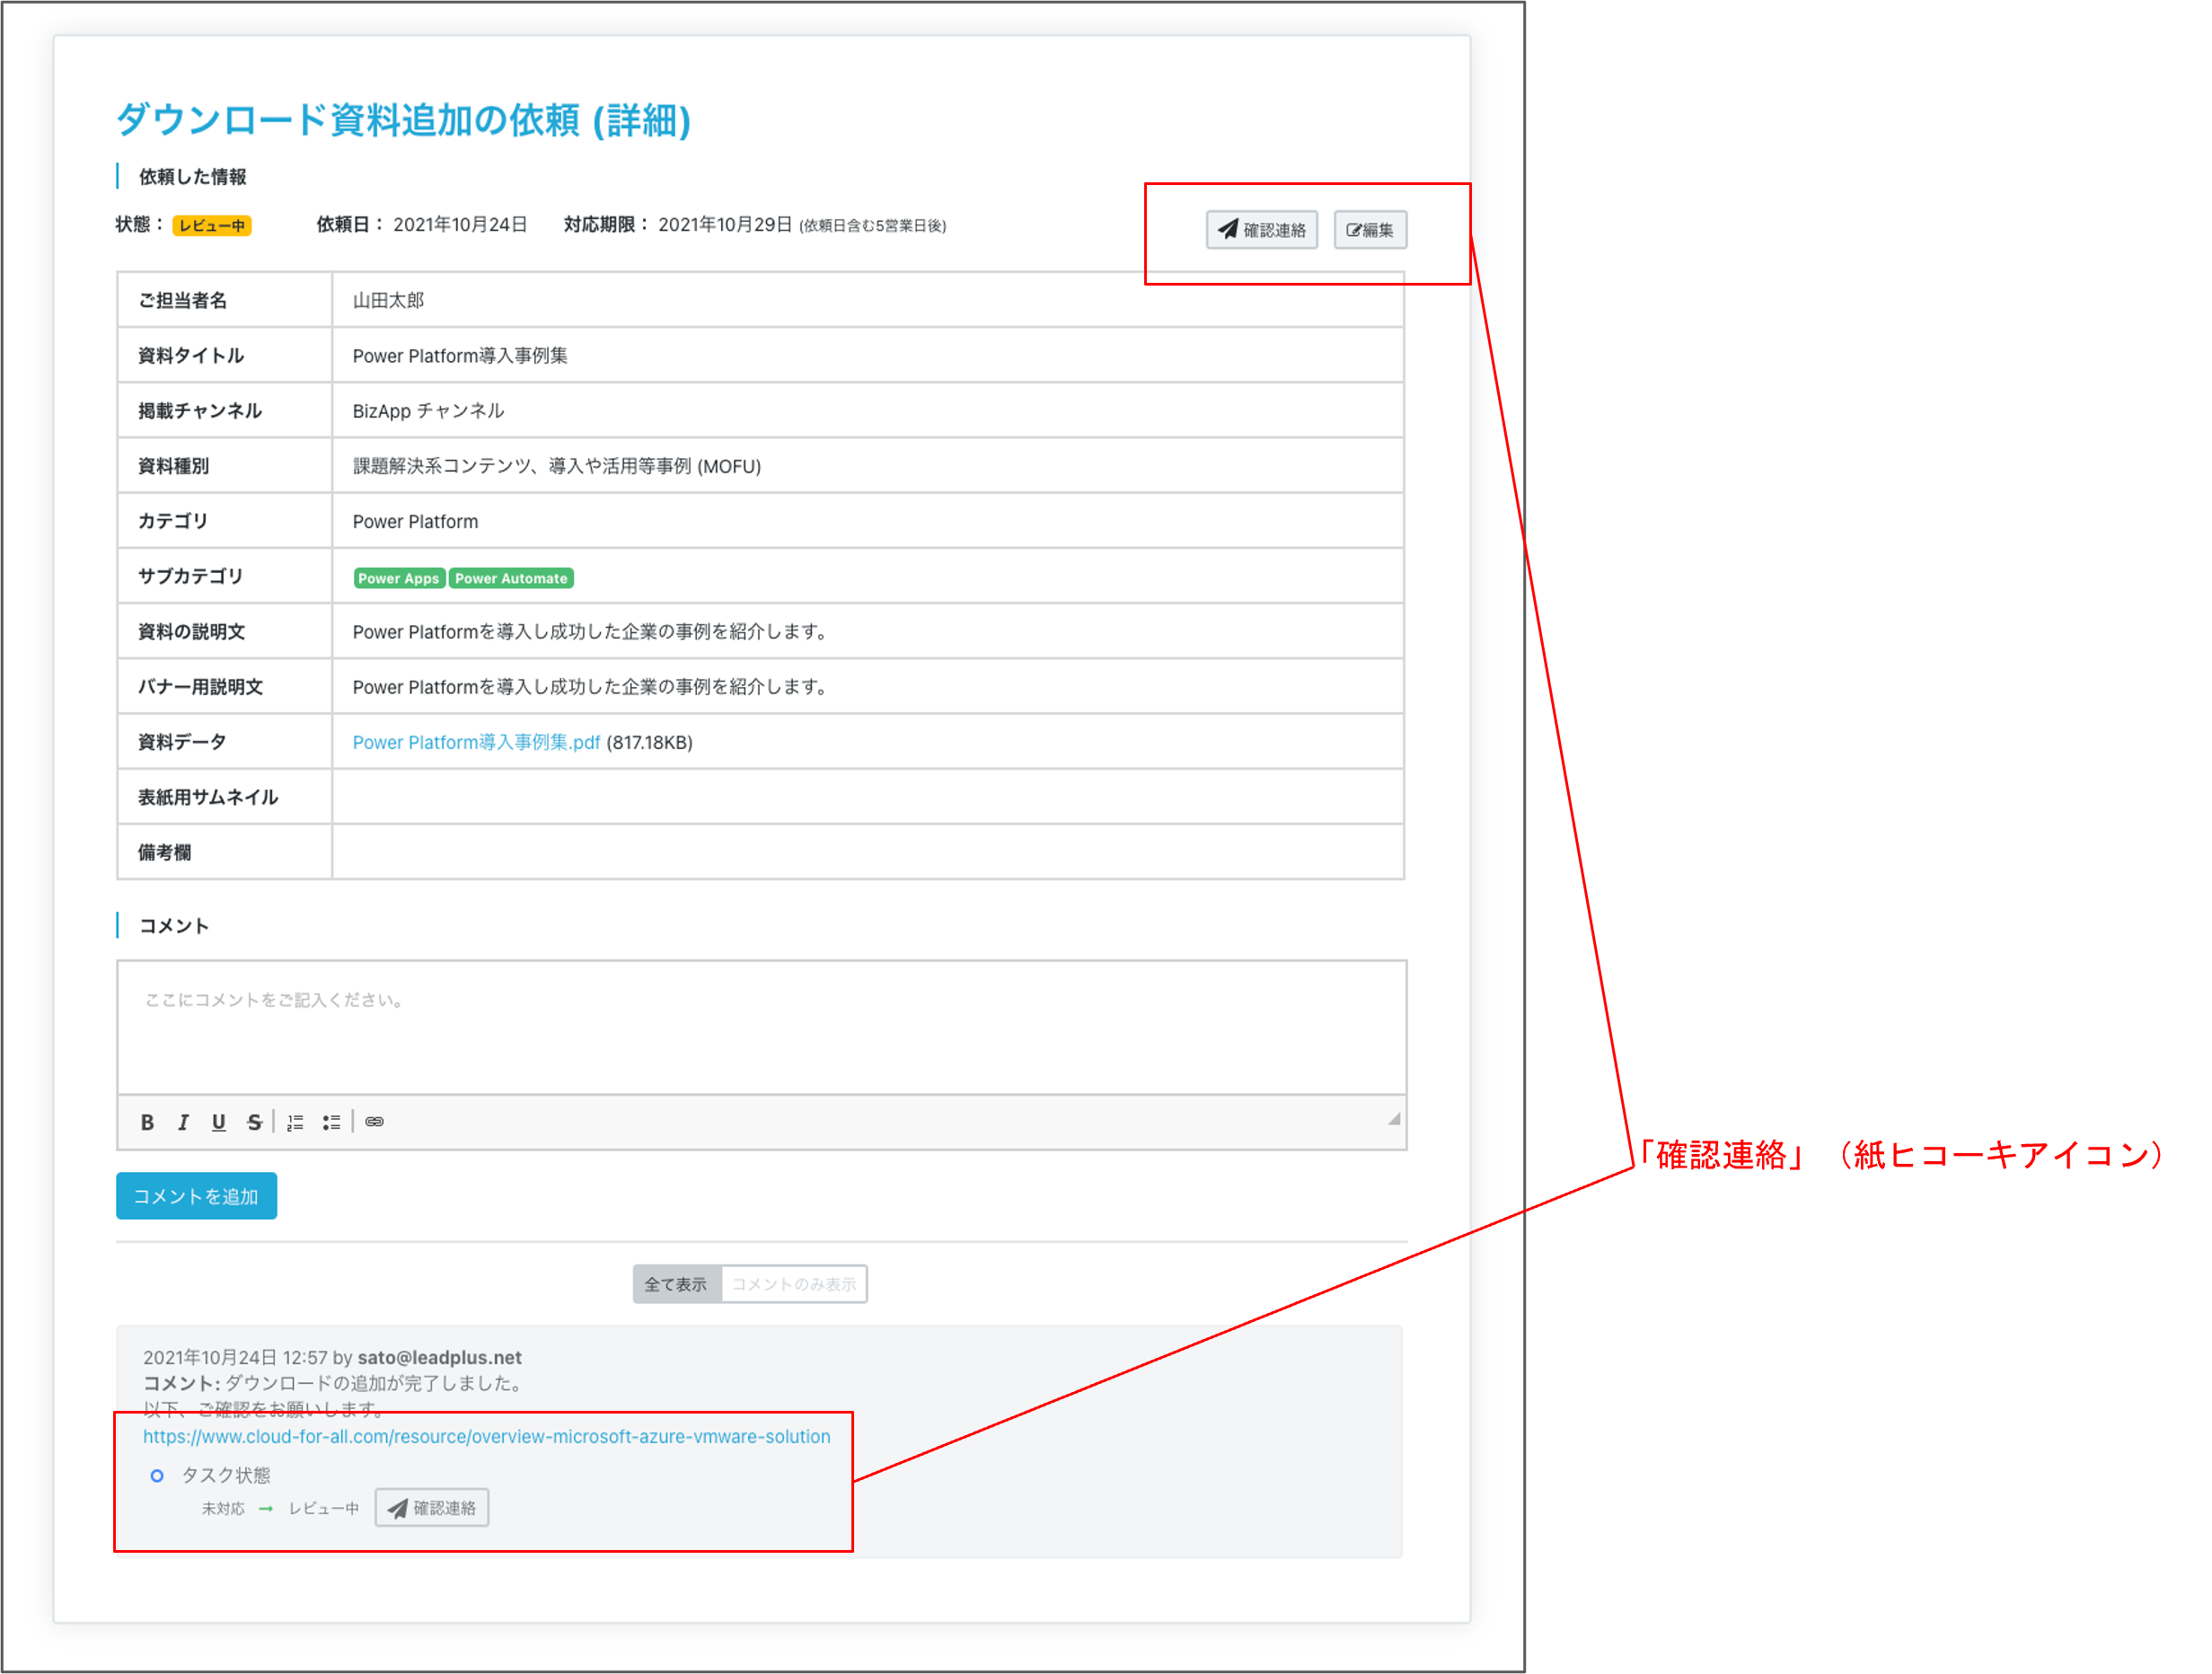 ダウンロード資料追加の依頼 (詳細)
依頼した情報
状態： レビュー中 依頼日： 2021年10月24日 対応期限： 2021年10月29日 (依頼日含む5営業日後)
確認連絡 編集
ご担当者名 山田太郎
資料タイトル Power Platform導入事例集
掲載チャンネル BizApp チャンネル
資料種別 課題解決系コンテンツ、導入や活用等事例 (MOFU)
カテゴリ Power Platform
サブカテゴリ Power Apps Power Automate
資料の説明文 Power Platformを導入し成功した企業の事例を紹介します。
バナー用説明文 Power Platformを導入し成功した企業の事例を紹介します。
資料データ Power Platform導入事例集.pdf (817.18KB)
表紙用サムネイル
備考欄
コメント
ここにコメントをご記入ください。
B I U S
コメントを追加
「確認連絡」（紙ヒコーキアイコン）
全て表示 コメントのみ表示
2021年10月24日 12:57 by sato@leadplus.net
コメント: ダウンロードの追加が完了しました。
以下、ご確認をお願いします。
https://www.cloud-for-all.com/resource/overview-microsoft-azure-vmware-solution
タスク状態
未対応 → レビュー中 確認連絡